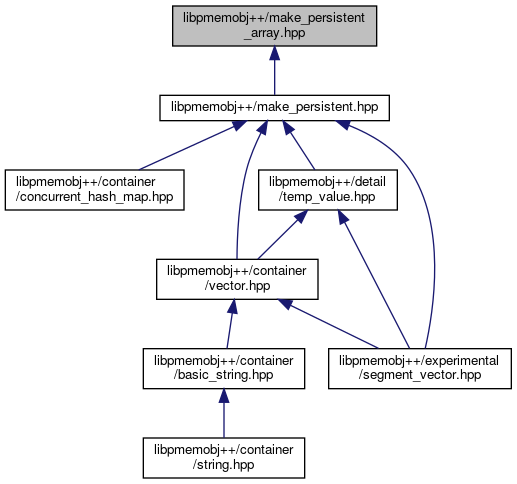 libpmemobj++/make_persistent
_array.hpp
libpmemobj++/make_persistent.hpp
libpmemobj++/container
/concurrent_hash_map.hpp
libpmemobj++/detail
/temp_value.hpp
libpmemobj++/container
/vector.hpp
libpmemobj++/container
/basic_string.hpp
libpmemobj++/experimental
/segment_vector.hpp
libpmemobj++/container
/string.hpp